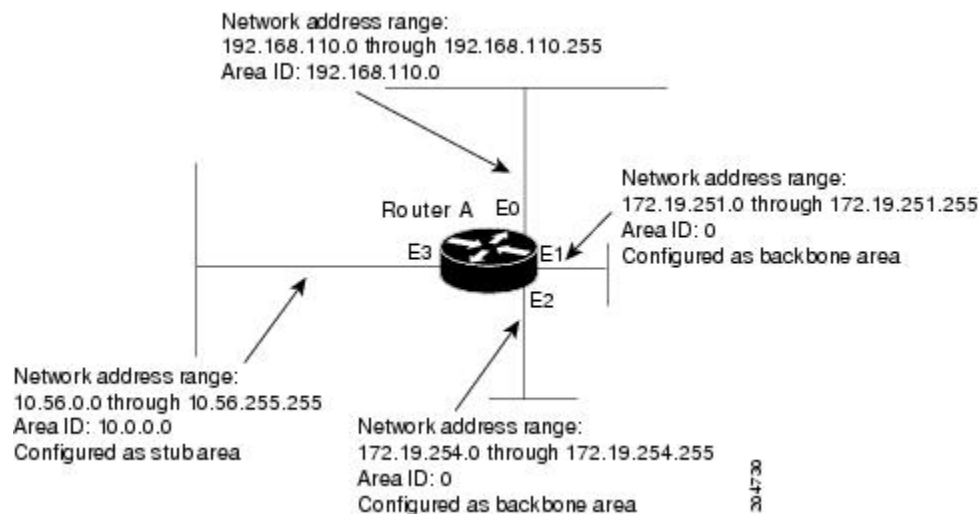 Network address range:
192.168.110.0 through 192.168.110.255
Area ID: 192.168.110.0
Network address range:
172.19.251.0 through 172.19.251.255
Area ID: 0
Configured as backbone area
Router A
E0
E3
E1
E2
Network address range:
10.56.0.0 through 10.56.255.255
Area ID: 10.0.0.0
Configured as stub area
Network address range:
172.19.254.0 through 172.19.254.255
Area ID: 0
Configured as backbone area